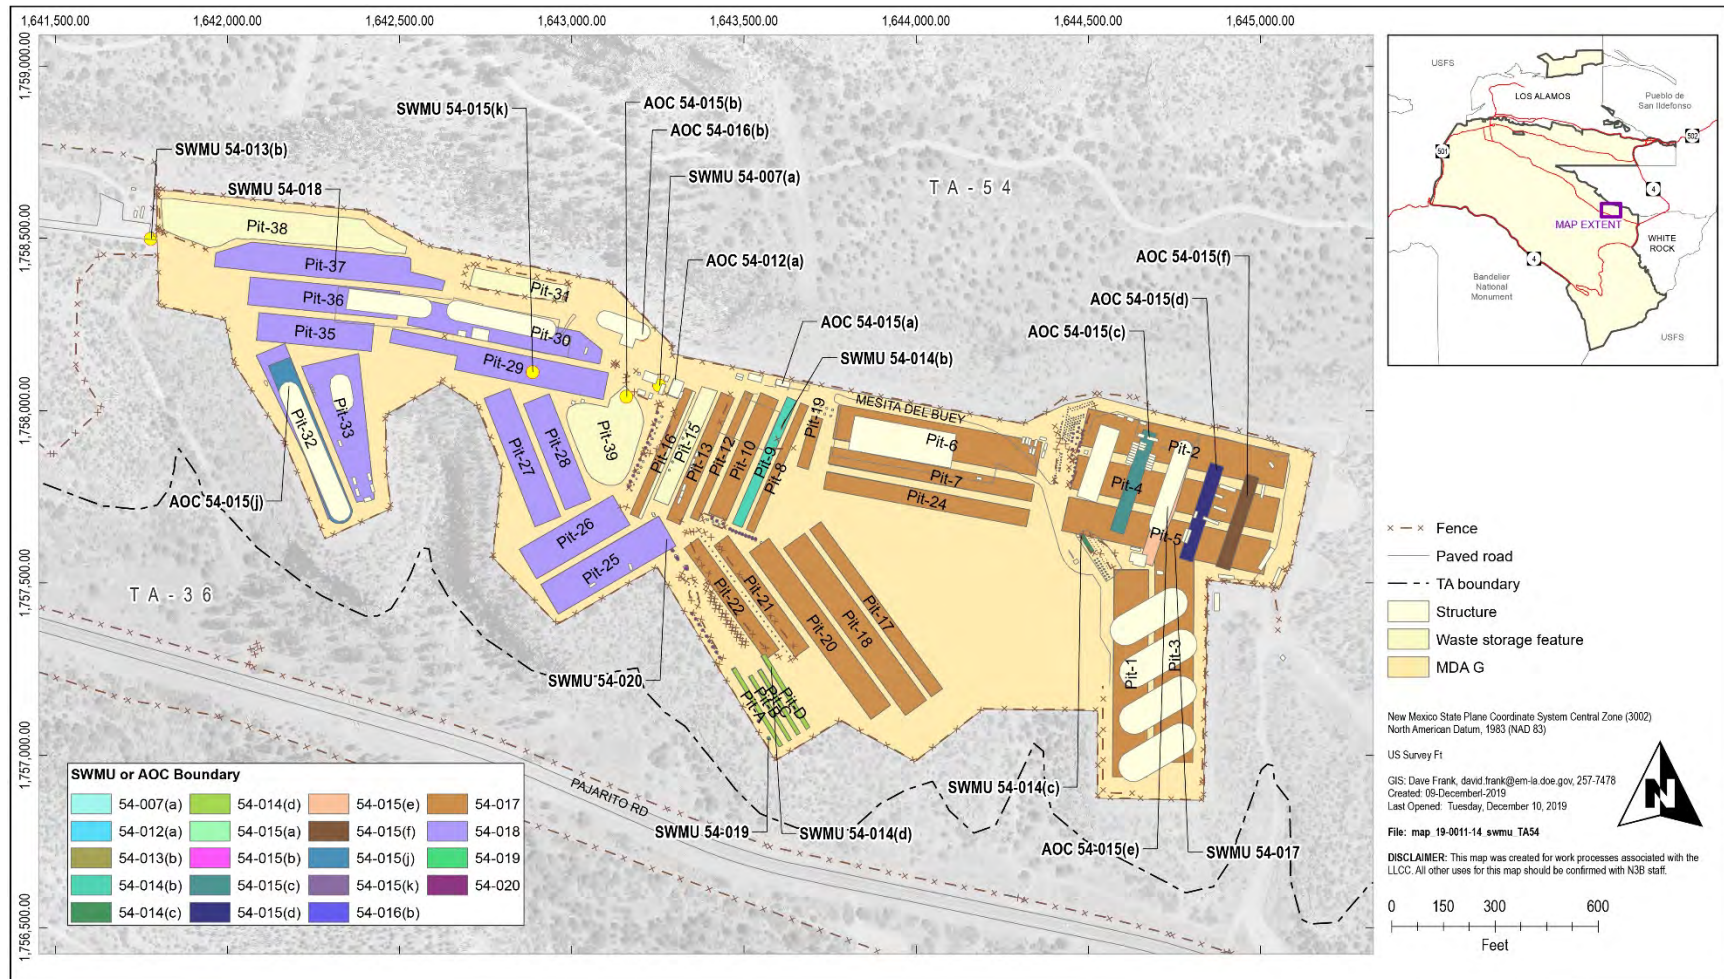 1,641,500.00
1,642,000.00
1,642,500.00
1,643,000.00
1,643,500.00
1,644,000.00
1,644,500.00
1,645,000.00
1,759,000.00
1,758,500.00
1,758,000.00
1,757,500.00
1,757,000.00
1,756,500.00
SWMU 54-015(k)
AOC 54-015(b)
AOC 54-016(b)
SWMU 54-013(b)
SWMU 54-018
SWMU 54-007(a)
TA-54
AOC 54-012(a)
AOC 54-015(f)
AOC 54-015(d)
AOC 54-015(a)
AOC 54-015(c)
SWMU 54-014(b)
Pit-38
Pit-37
Pit-31
Pit-36
Pit-30
Pit-35
Pit-29
Pit-32
Pit-33
Pit-27
Pit-28
Pit-39
Pit-16
Pit-15
Pit-13
Pit-12
Pit-10
Pit-9
Pit-8
Pit-19
MESITA DEL BUEY
Pit-6
Pit-7
Pit-24
Pit-2
Pit-4
Pit-5
AOC 54-015(j)
Pit-26
Pit-25
Pit-22
Pit-21
Pit-20
Pit-18
Pit-17
Pit-1
Pit-3
TA-36
SWMU 54-020
Pit-A
Pit-B
Pit-C
Pit-D
PAJARITO RD
SWMU 54-019
SWMU 54-014(d)
SWMU 54-014(c)
AOC 54-015(e)
SWMU 54-017
SWMU or AOC Boundary
54-007(a)
54-012(a)
54-013(b)
54-014(b)
54-014(c)
54-014(d)
54-015(a)
54-015(b)
54-015(c)
54-015(d)
54-015(e)
54-015(f)
54-015(j)
54-015(k)
54-016(b)
54-017
54-018
54-019
54-020
USFS
LOS ALAMOS
Pueblo de
San Ildefonso
502
501
4
MAP EXTENT
WHITE
ROCK
4
Bandelier
National
Monument
USFS
Fence
Paved road
TA boundary
Structure
Waste storage feature
MDA G
New Mexico State Plane Coordinate System Central Zone (3002)
North American Datum, 1983 (NAD 83)
US Survey Ft
GIS: Dave Frank, david.frank@em-la.doe.gov, 257-7478
Created: 09-Decemberl-2019
Last Opened: Tuesday, December 10, 2019
File: map_19-0011-14_swmu_TA54
DISCLAIMER: This map was created for work processes associated with the
LLCC. All other uses for this map should be confirmed with N3B staff.
N
0 150 300 600
Feet